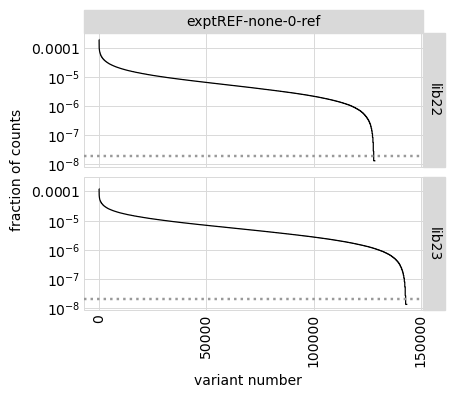 exptREF-none-0-ref
fraction of counts
0.0001
10⁻⁵
10⁻⁶
10⁻⁷
10⁻⁸
lib22
0.0001
10⁻⁵
10⁻⁶
10⁻⁷
10⁻⁸
lib23
0
50000
100000
150000
variant number